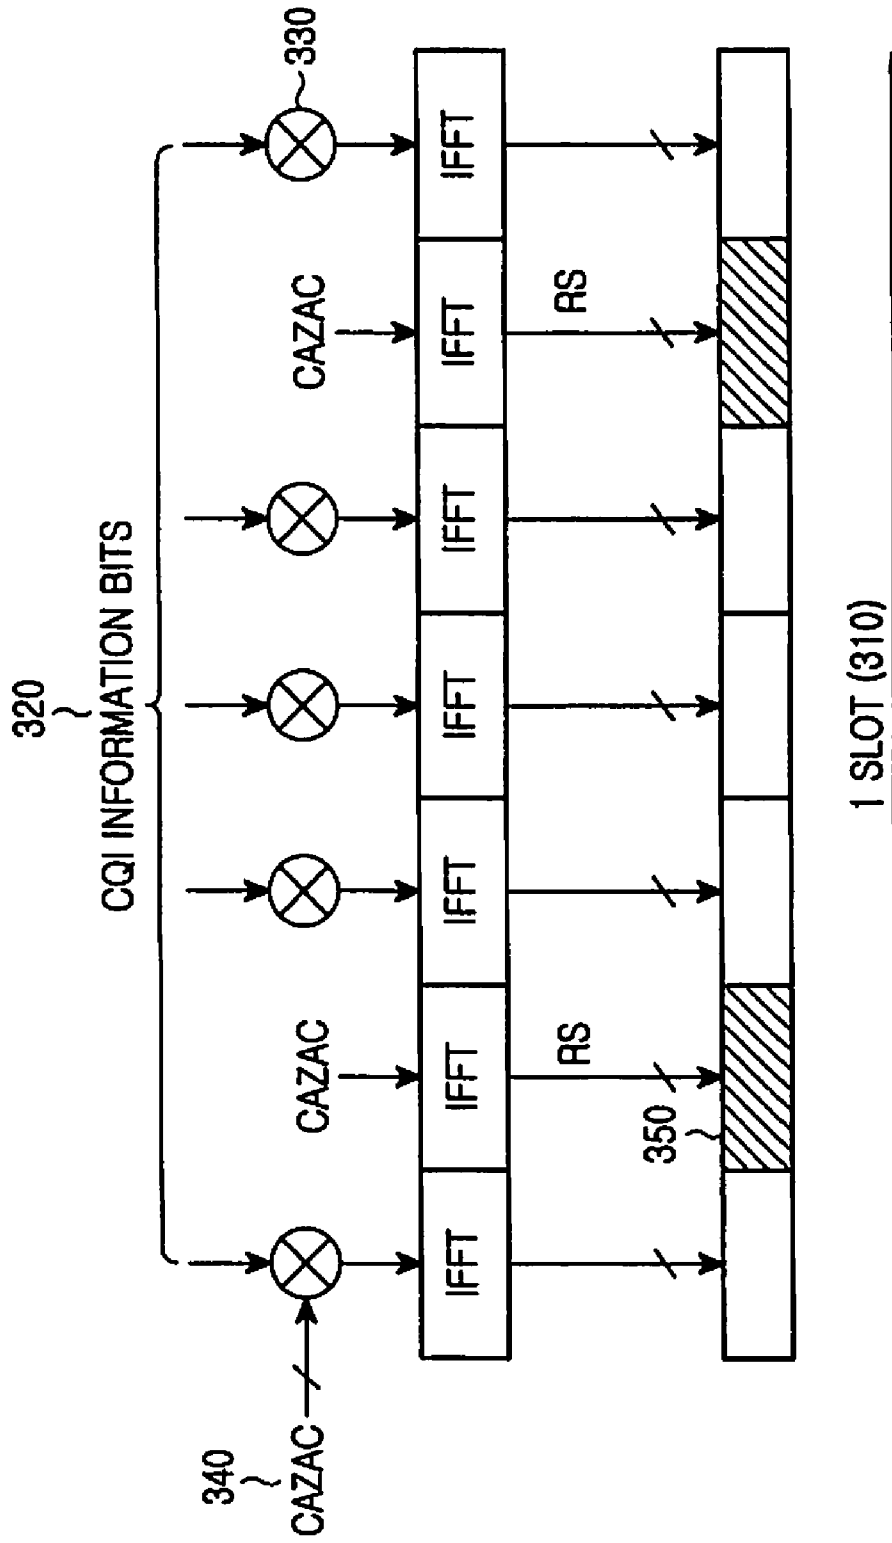 320
CQI INFORMATION BITS
340
CAZAC
CAZAC
CAZAC
330
IFFT
IFFT
IFFT
IFFT
IFFT
IFFT
IFFT
350
RS
RS
1 SLOT (310)